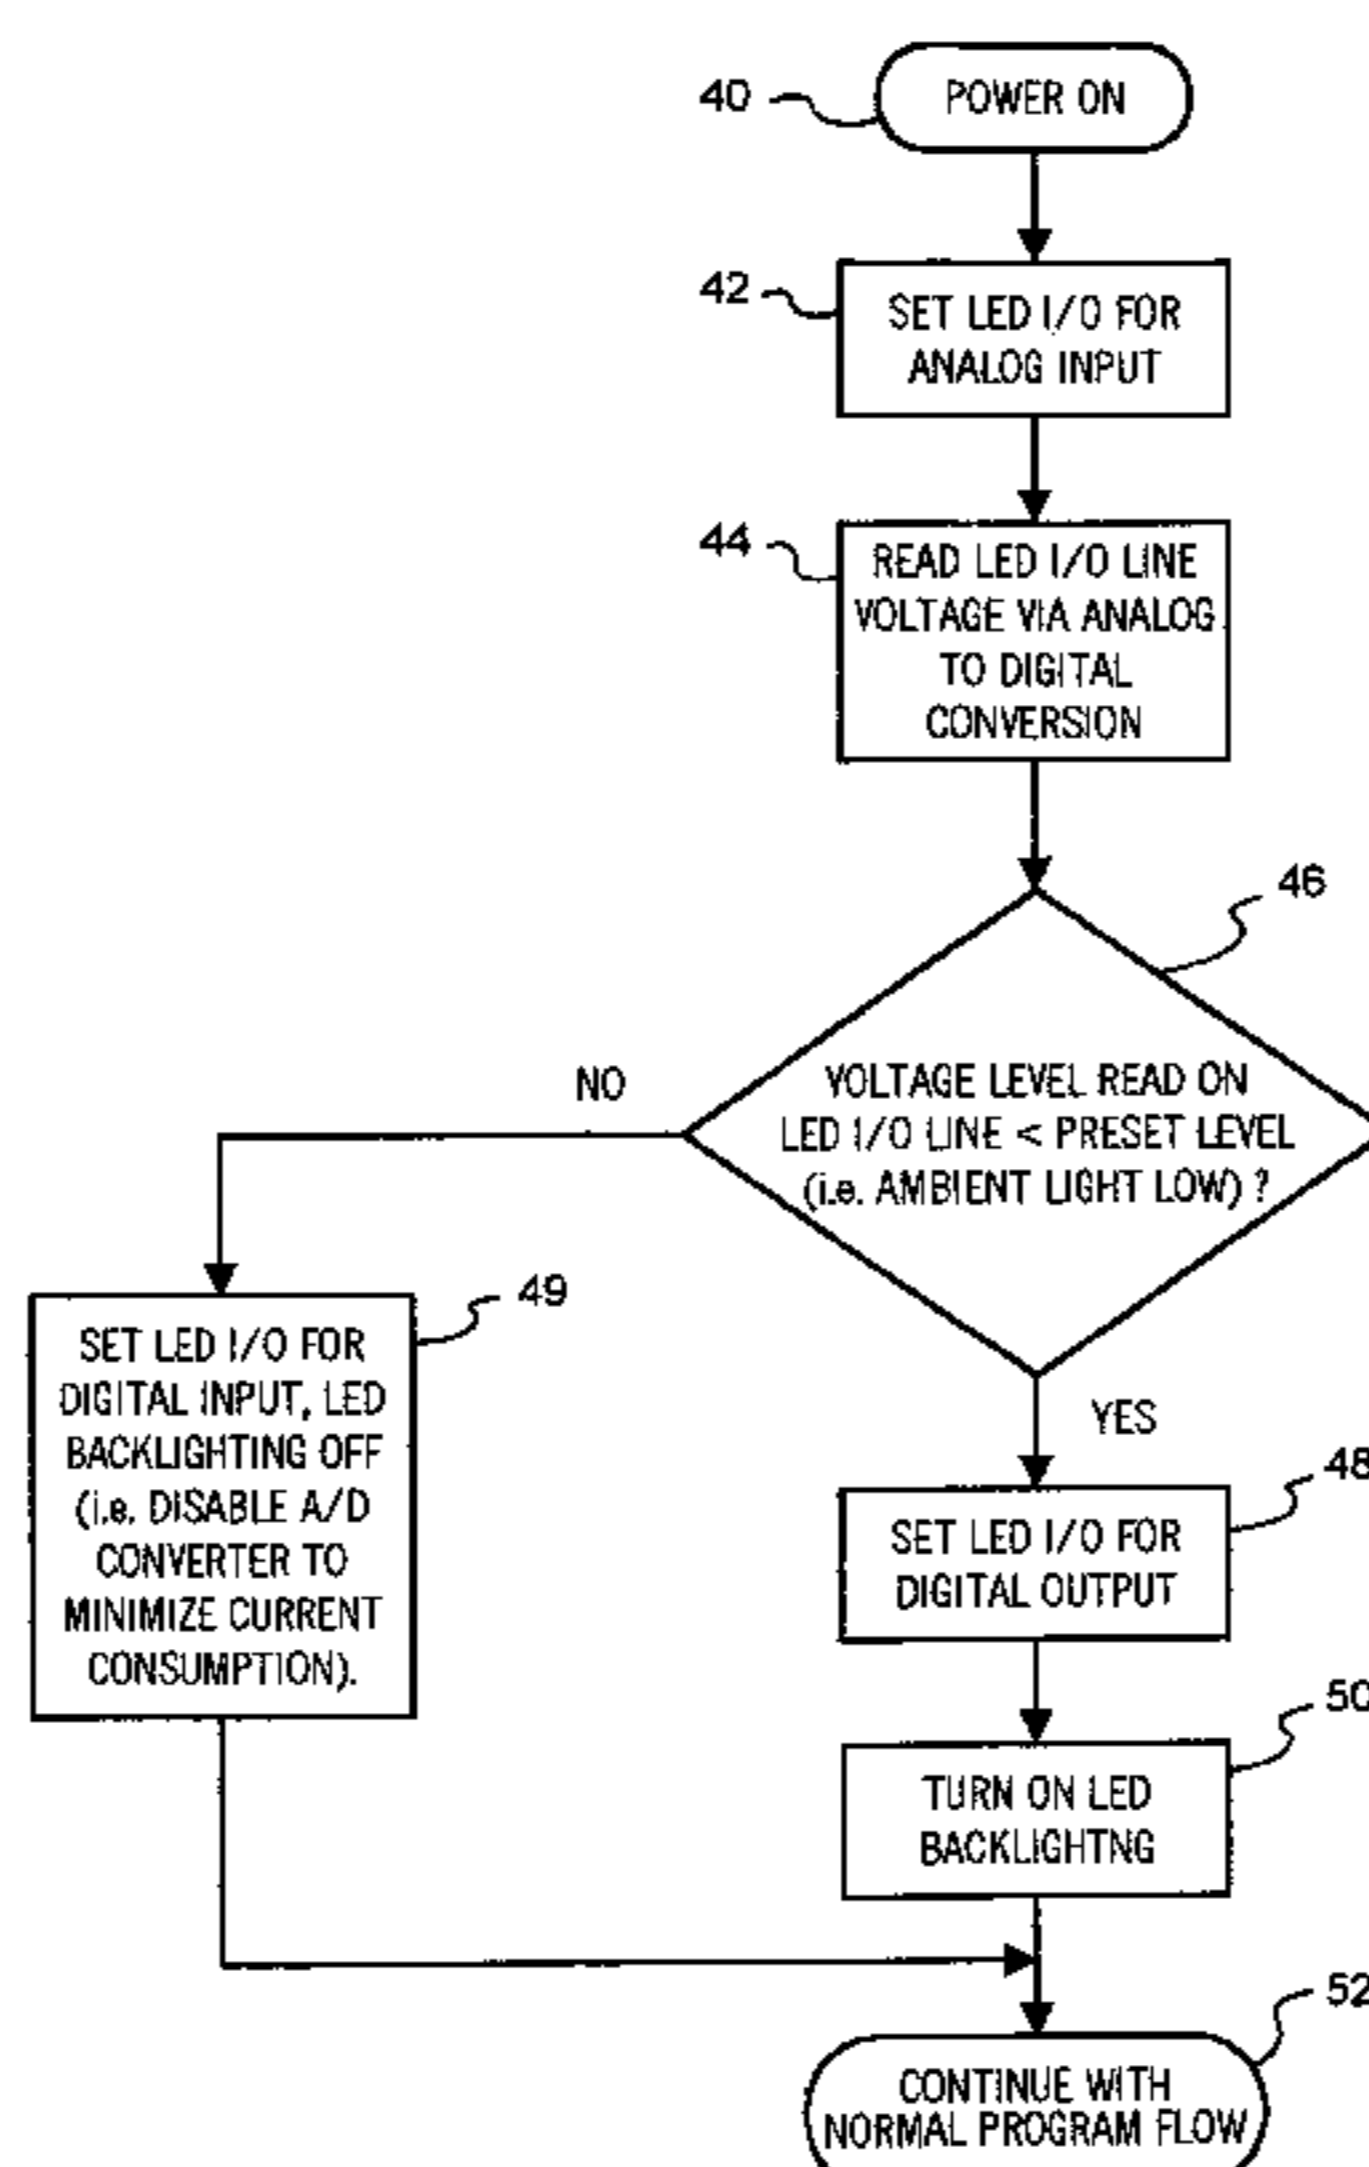 40
POWER ON
42
SET LED I/O FOR
ANALOG INPUT
44
READ LED I/O LINE
VOLTAGE VIA ANALOG
TO DIGITAL
CONVERSION
46
VOLTAGE LEVEL READ ON
LED I/O LINE < PRESET LEVEL
(i.e. AMBIENT LIGHT LOW) ?
NO
YES
49
SET LED I/O FOR
DIGITAL INPUT, LED
BACKLIGHTING OFF
(i.e. DISABLE A/D
CONVERTER TO
MINIMIZE CURRENT
CONSUMPTION).
48
SET LED I/O FOR
DIGITAL OUTPUT
50
TURN ON LED
BACKLIGHTNG
52
CONTINUE WITH
NORMAL PROGRAM FLOW